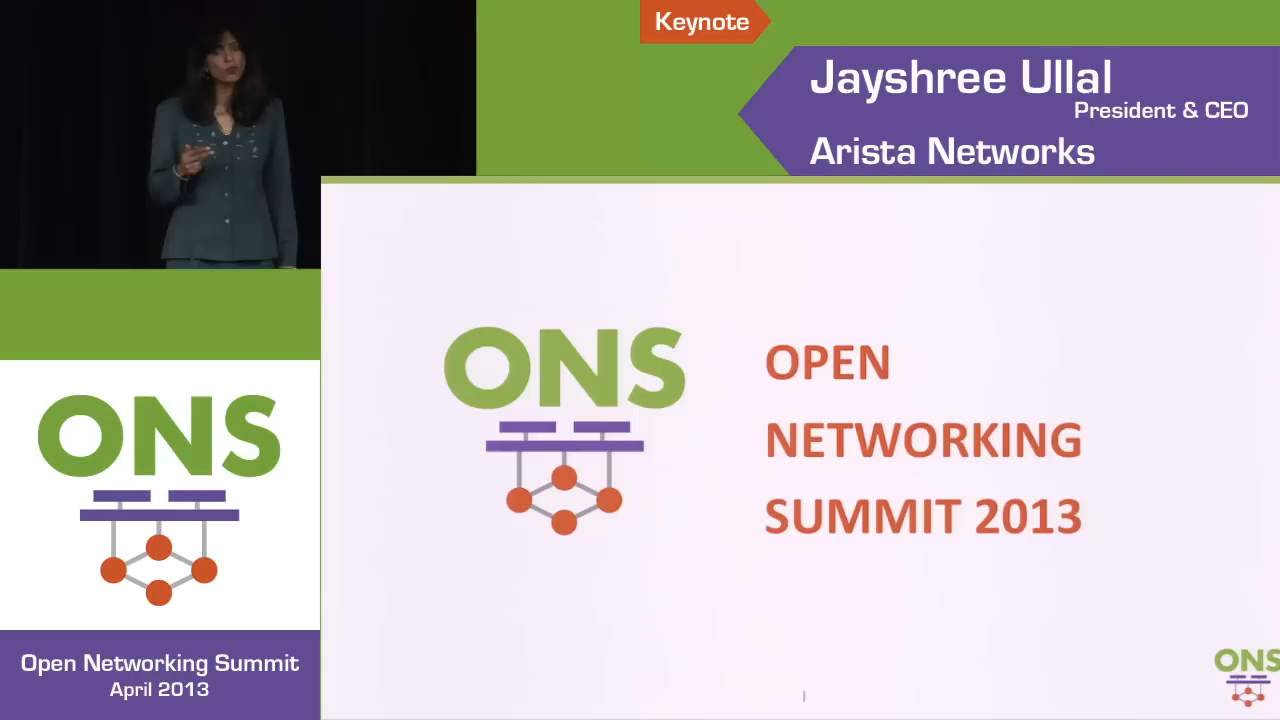 Keynote
Jayshree Ullal
President & CEO
Arista Networks
ONS
OPEN
NETWORKING
SUMMIT 2013
ONS
Open Networking Summit
April 2013
ONS